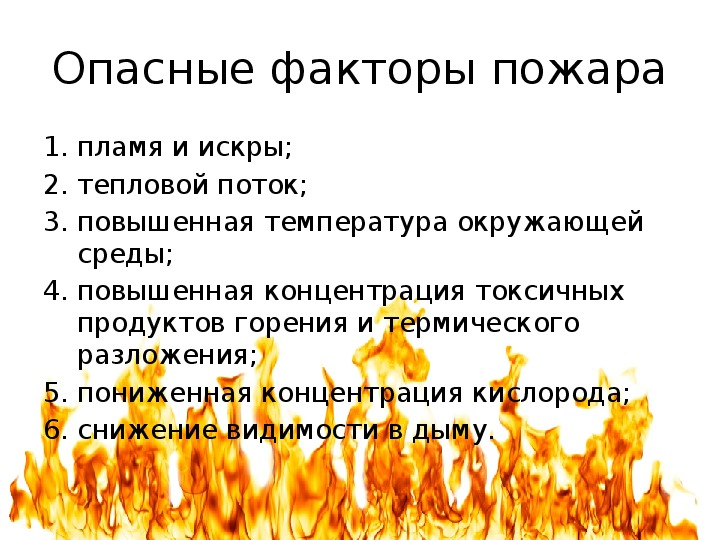 Опасные факторы пожара
1. пламя и искры;
2. тепловой поток;
3. повышенная температура окружающей
среды;
4. повышенная концентрация токсичных
продуктов горения и термического
разложения;
5. пониженная концентрация кислорода;
6. снижение видимости в дыму.